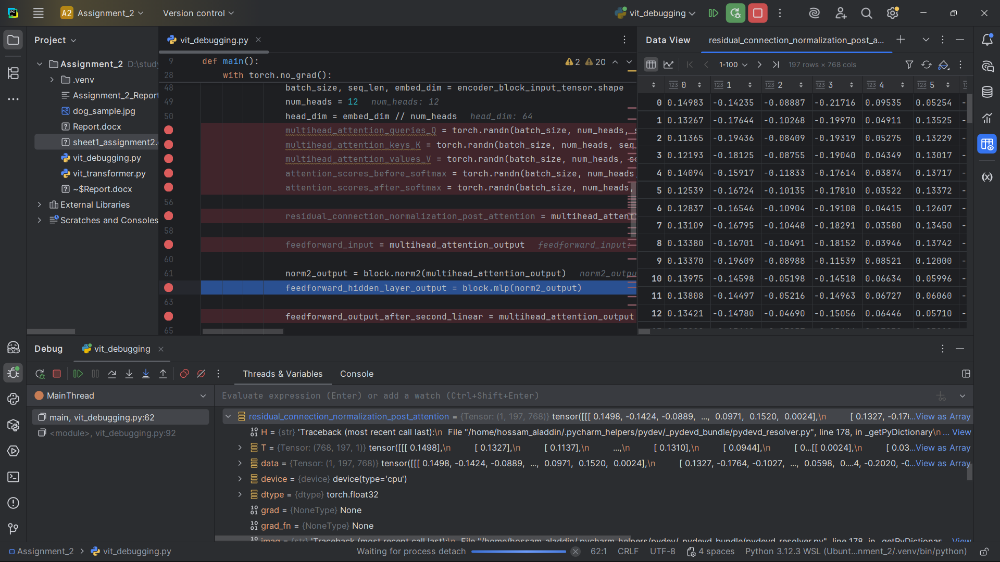 A2 Assignment_2 Version control vit_debugging
Project
vit_debugging.py
Data View residual_connection_normalization_post_a...
Assignment_2 D:\study
.venv
Assignment_2_Report
dog_sample.jpg
Report.docx
sheet1_assignment2.
vit_debugging.py
vit_transformer.py
~$Report.docx
External Libraries
Scratches and Consoles
9 def main():
2 20
28 with torch.no_grad():
48 batch_size, seq_len, embed_dim = encoder_block_input_tensor.shape
49 num_heads = 12 num_heads: 12
50 head_dim = embed_dim // num_heads head_dim: 64
multihead_attention_queries_Q = torch.randn(batch_size, num_heads, s
multihead_attention_keys_K = torch.randn(batch_size, num_heads, seq
multihead_attention_values_V = torch.randn(batch_size, num_heads, se
attention_scores_before_softmax = torch.randn(batch_size, num_heads
attention_scores_after_softmax = torch.randn(batch_size, num_heads,
56
residual_connection_normalization_post_attention = multihead_attent
58
feedforward_input = multihead_attention_output feedforward_input:
60
61 norm2_output = block.norm2(multihead_attention_output) norm2_outpu
feedforward_hidden_layer_output = block.mlp(norm2_output)
63
feedforward_output_after_second_linear = multihead_attention_output
65
1-100 197 rows × 768 cols
0 1 2 3 4 5
0 0.14983 -0.14235 -0.08887 -0.21716 0.09535 0.05254 -
1 0.13267 -0.17644 -0.10268 -0.19970 0.04911 0.13525 -
2 0.11365 -0.19436 -0.08409 -0.19319 0.05275 0.13229 -
3 0.12193 -0.18125 -0.08755 -0.19040 0.04349 0.13017 -
4 0.14094 -0.15917 -0.11833 -0.17614 0.03874 0.13717 -
5 0.12539 -0.16724 -0.10135 -0.17810 0.03522 0.13372 -
6 0.12837 -0.16546 -0.10904 -0.19108 0.04415 0.12607 -
7 0.13109 -0.16795 -0.10448 -0.18291 0.03580 0.13450 -
8 0.13380 -0.16701 -0.10491 -0.18152 0.03946 0.13742 -
9 0.13370 -0.19609 -0.08988 -0.11539 0.08521 0.12000 -
10 0.13975 -0.14598 -0.05198 -0.14518 0.06634 0.05996 -
11 0.13808 -0.14497 -0.05216 -0.14963 0.06727 0.06060 -
12 0.13421 -0.14780 -0.04690 -0.15056 0.06446 0.05710 -
Debug vit_debugging
Threads & Variables Console
MainThread
Evaluate expression (Enter) or add a watch (Ctrl+Shift+Enter)
main, vit_debugging.py:62
<module>, vit_debugging.py:92
residual_connection_normalization_post_attention = {Tensor: (1, 197, 768)} tensor([[[ 0.1498, -0.1424, -0.0889, ..., 0.0971, 0.1520, 0.0024],\n [ 0.1327, -0.17...View as Array
H = {str} 'Traceback (most recent call last):\n File "/home/hossam_aladdin/.pycharm_helpers/pydev/_pydevd_bundle/pydevd_resolver.py", line 178, in _getPyDictionary\n ... View
T = {Tensor: (768, 197, 1)} tensor([[[ 0.1498],\n [ 0.1327],\n [ 0.1137],\n ...,\n [ 0.1310],\n [ 0.0944],\n [ 0...[[ 0.0024],\n [ 0.03...View as Array
data = {Tensor: (1, 197, 768)} tensor([[[ 0.1498, -0.1424, -0.0889, ..., 0.0971, 0.1520, 0.0024],\n [ 0.1327, -0.1764, -0.1027, ..., 0.0598, 0....4, -0.2020, -0...View as Array
device = {device} device(type='cpu')
dtype = {dtype} torch.float32
grad = {NoneType} None
grad_fn = {NoneType} None
imag = {str} 'Traceback (most recent call last):\n File "/home/hossam_aladdin/.pycharm_helpers/pydev/_pydevd_bundle/pydevd_resolver.py", line 178, in _getPyDictionary View
Assignment_2 > vit_debugging.py
Waiting for process detach
62:1 CRLF UTF-8 4 spaces Python 3.12.3 WSL (Ubunt...nment_2/.venv/bin/python)